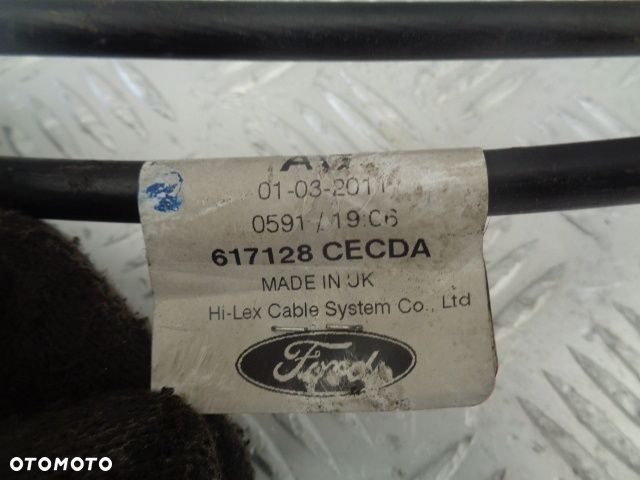 01-03-2011
0591 / 19:06
617128 CECDA
MADE IN UK
Hi-Lex Cable System Co., Ltd
Ford
OTOMOTO